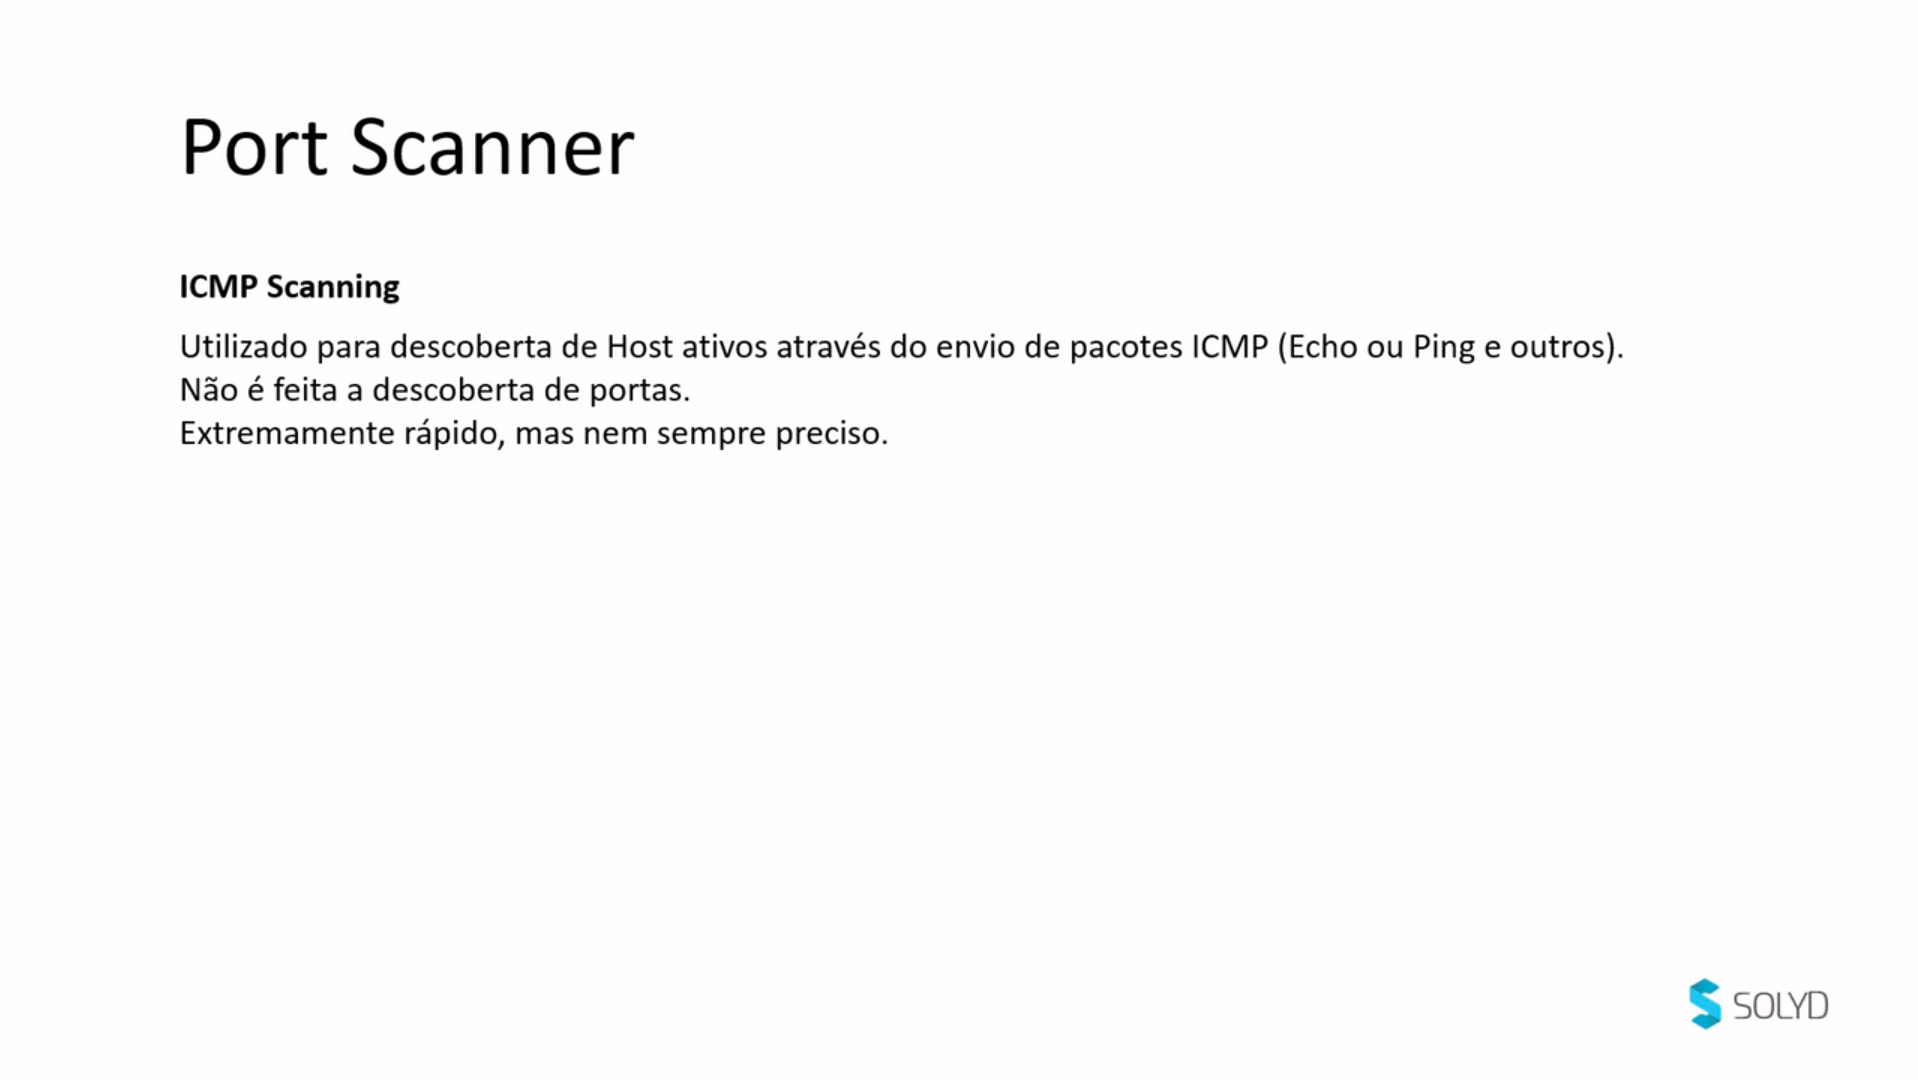 Port Scanner
ICMP Scanning
Utilizado para descoberta de Host ativos através do envio de pacotes ICMP (Echo ou Ping e outros).
Não é feita a descoberta de portas.
Extremamente rápido, mas nem sempre preciso.
SOLYD